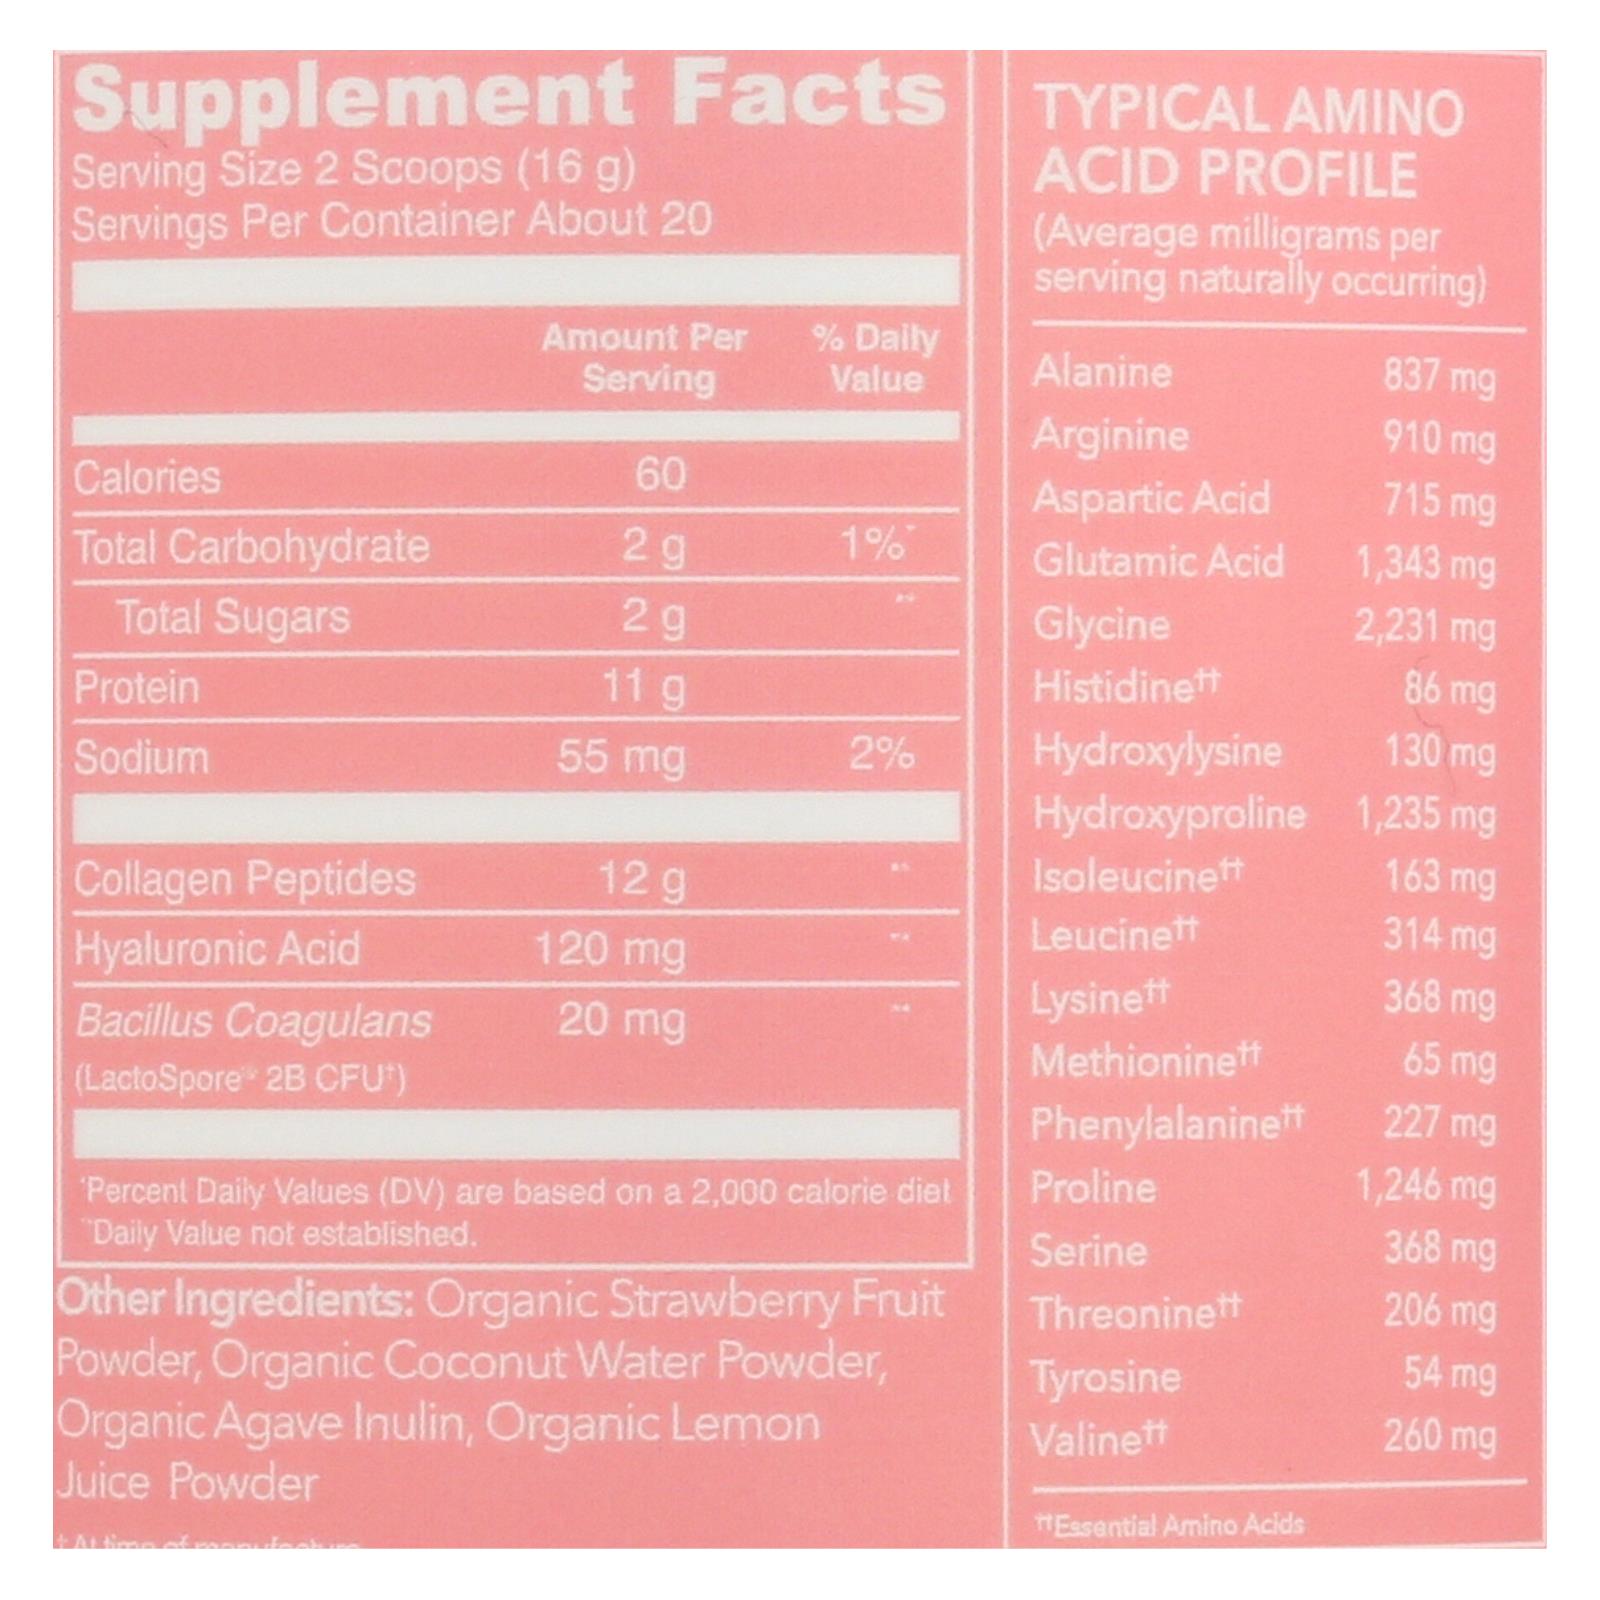 Supplement Facts
Serving Size 2 Scoops (16 g)
Servings Per Container About 20
Amount Per Serving % Daily Value
Calories 60
Total Carbohydrate 2 g 1%*
Total Sugars 2 g **
Protein 11 g
Sodium 55 mg 2%
Collagen Peptides 12 g **
Hyaluronic Acid 120 mg **
Bacillus Coagulans 20 mg **
(LactoSpore® 2B CFU†)
*Percent Daily Values (DV) are based on a 2,000 calorie diet
**Daily Value not established.
Other Ingredients: Organic Strawberry Fruit
Powder, Organic Coconut Water Powder,
Organic Agave Inulin, Organic Lemon
Juice Powder
† At time of manufacture
TYPICAL AMINO
ACID PROFILE
(Average milligrams per
serving naturally occurring)
Alanine 837 mg
Arginine 910 mg
Aspartic Acid 715 mg
Glutamic Acid 1,343 mg
Glycine 2,231 mg
Histidine†† 86 mg
Hydroxylysine 130 mg
Hydroxyproline 1,235 mg
Isoleucine†† 163 mg
Leucine†† 314 mg
Lysine†† 368 mg
Methionine†† 65 mg
Phenylalanine†† 227 mg
Proline 1,246 mg
Serine 368 mg
Threonine†† 206 mg
Tyrosine 54 mg
Valine†† 260 mg
††Essential Amino Acids